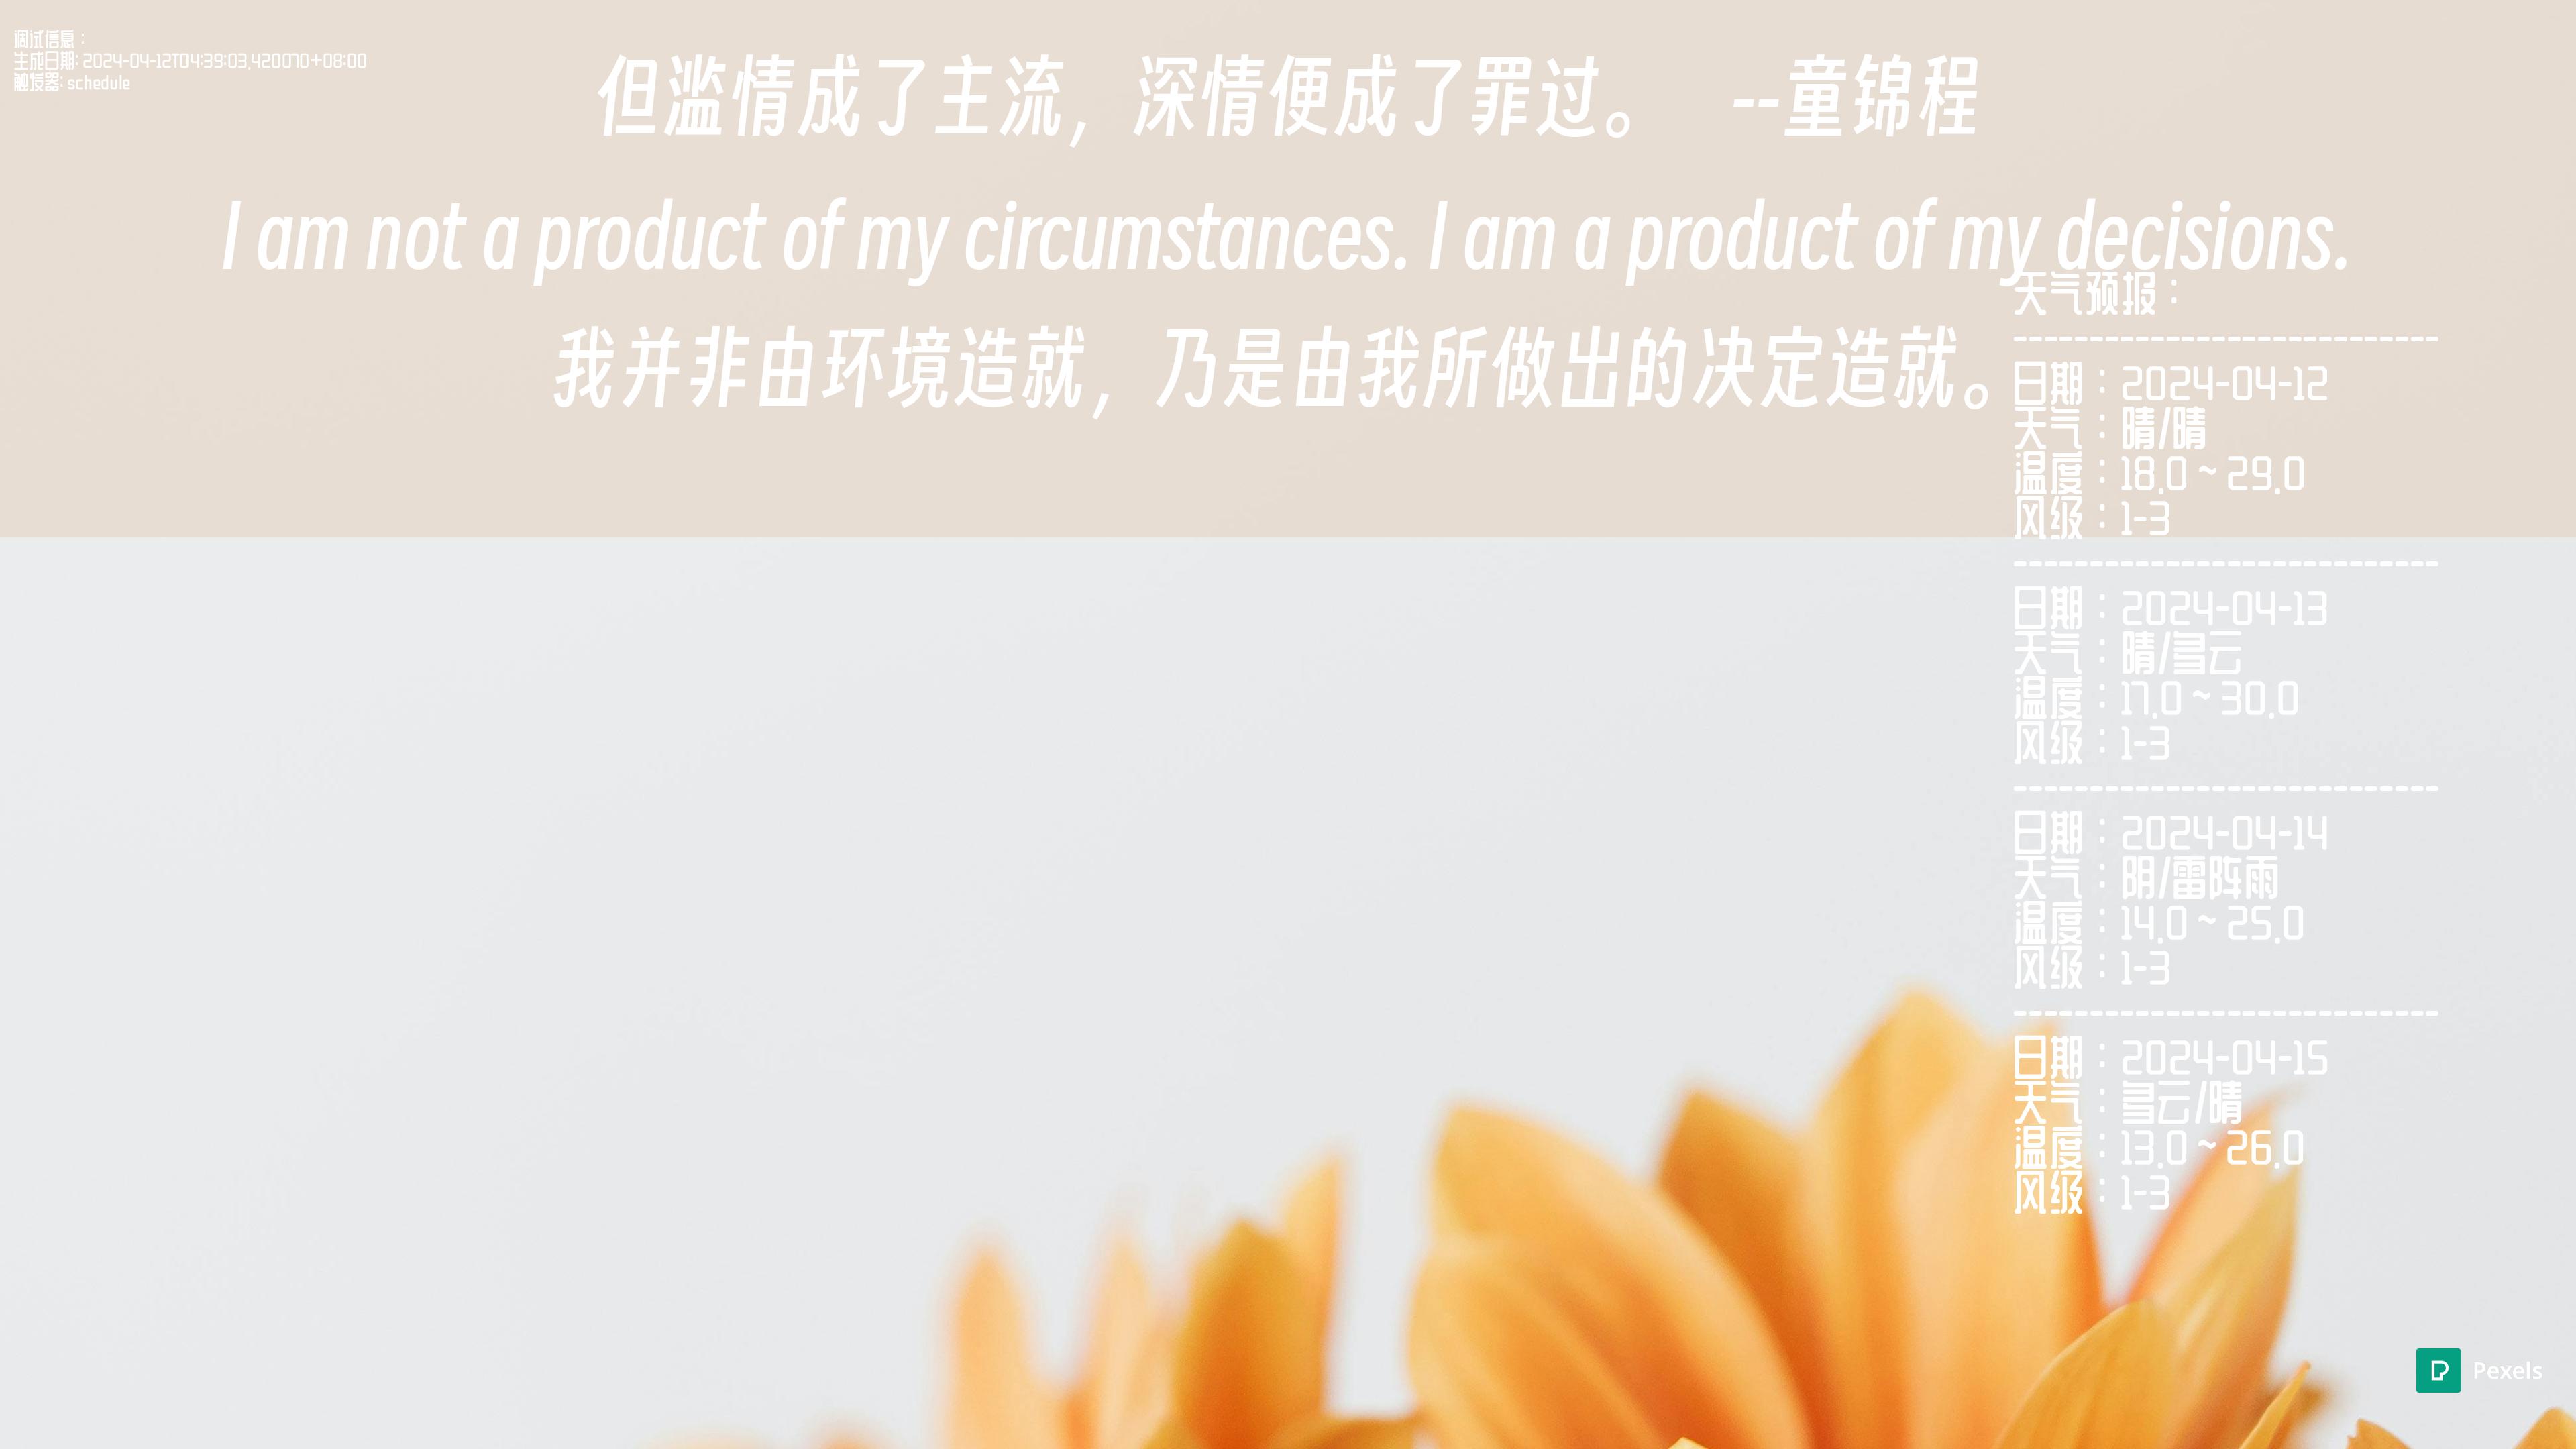 调试信息：
生成日期: 2024-04-12T04:39:03.420070+08:00
触发器: schedule
但滥情成了主流，深情便成了罪过。 --童锦程
I am not a product of my circumstances. I am a product of my decisions.
我并非由环境造就，乃是由我所做出的决定造就。
天气预报：
----------------------------
日期：2024-04-12
天气：晴/晴
温度：18.0 ~ 29.0
风级：1-3
----------------------------
日期：2024-04-13
天气：晴/多云
温度：17.0 ~ 30.0
风级：1-3
----------------------------
日期：2024-04-14
天气：阴/雷阵雨
温度：14.0 ~ 25.0
风级：1-3
----------------------------
日期：2024-04-15
天气：多云/晴
温度：13.0 ~ 26.0
风级：1-3
Pexels